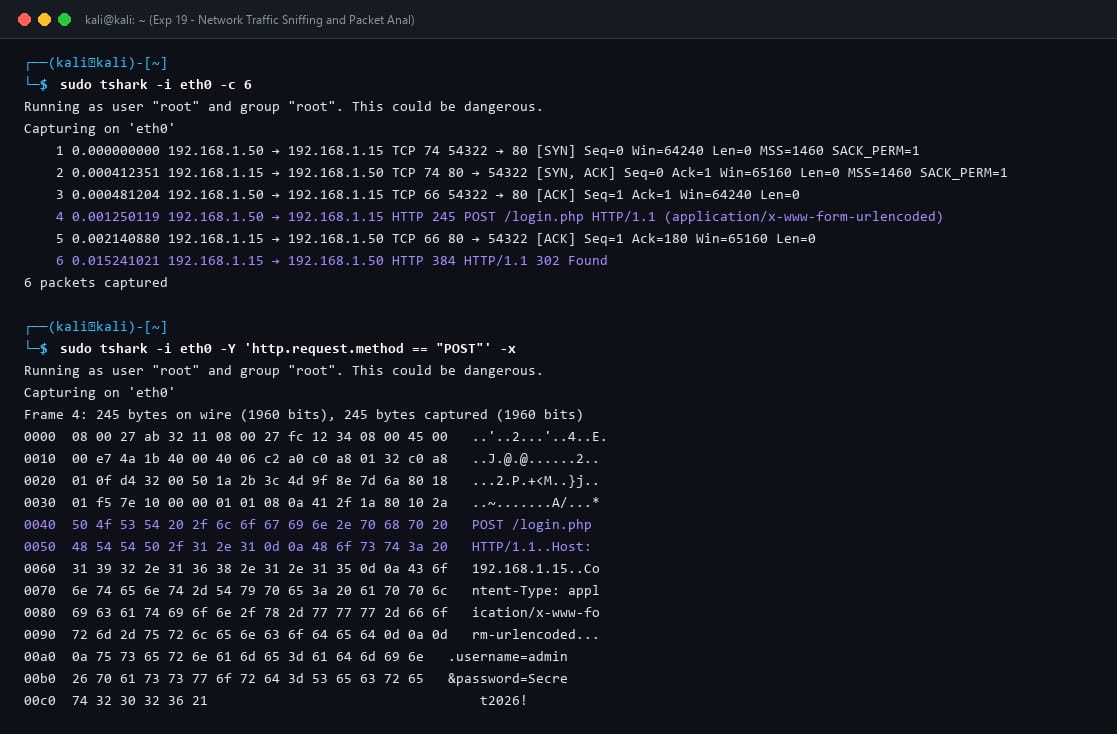 kali@kali: ~ (Exp 19 - Network Traffic Sniffing and Packet Anal)
┌──(kali㉿kali)-[~]
└─$ sudo tshark -i eth0 -c 6
Running as user "root" and group "root". This could be dangerous.
Capturing on 'eth0'
1 0.000000000 192.168.1.50 → 192.168.1.15 TCP 74 54322 → 80 [SYN] Seq=0 Win=64240 Len=0 MSS=1460 SACK_PERM=1
2 0.000412351 192.168.1.15 → 192.168.1.50 TCP 74 80 → 54322 [SYN, ACK] Seq=0 Ack=1 Win=65160 Len=0 MSS=1460 SACK_PERM=1
3 0.000481204 192.168.1.50 → 192.168.1.15 TCP 66 54322 → 80 [ACK] Seq=1 Ack=1 Win=64240 Len=0
4 0.001250119 192.168.1.50 → 192.168.1.15 HTTP 245 POST /login.php HTTP/1.1 (application/x-www-form-urlencoded)
5 0.002140880 192.168.1.15 → 192.168.1.50 TCP 66 80 → 54322 [ACK] Seq=1 Ack=180 Win=65160 Len=0
6 0.015241021 192.168.1.15 → 192.168.1.50 HTTP 384 HTTP/1.1 302 Found
6 packets captured
┌──(kali㉿kali)-[~]
└─$ sudo tshark -i eth0 -Y 'http.request.method == "POST"' -x
Running as user "root" and group "root". This could be dangerous.
Capturing on 'eth0'
Frame 4: 245 bytes on wire (1960 bits), 245 bytes captured (1960 bits)
0000 08 00 27 ab 32 11 08 00 27 fc 12 34 08 00 45 00 ..'..2...'..4..E.
0010 00 e7 4a 1b 40 00 40 06 c2 a0 c0 a8 01 32 c0 a8 ..J.@.@......2..
0020 01 0f d4 32 00 50 1a 2b 3c 4d 9f 8e 7d 6a 80 18 ...2.P.+<M..}j..
0030 01 f5 7e 10 00 00 01 01 08 0a 41 2f 1a 80 10 2a ..~.......A/...*
0040 50 4f 53 54 20 2f 6c 6f 67 69 6e 2e 70 68 70 20 POST /login.php
0050 48 54 54 50 2f 31 2e 31 0d 0a 48 6f 73 74 3a 20 HTTP/1.1..Host:
0060 31 39 32 2e 31 36 38 2e 31 2e 31 35 0d 0a 43 6f 192.168.1.15..Co
0070 6e 74 65 6e 74 2d 54 79 70 65 3a 20 61 70 70 6c ntent-Type: appl
0080 69 63 61 74 69 6f 6e 2f 78 2d 77 77 77 2d 66 6f ication/x-www-fo
0090 72 6d 2d 75 72 6c 65 6e 63 6f 64 65 64 0d 0a 0d rm-urlencoded...
00a0 0a 75 73 65 72 6e 61 6d 65 3d 61 64 6d 69 6e .username=admin
00b0 26 70 61 73 73 77 6f 72 64 3d 53 65 63 72 65 &password=Secre
00c0 74 32 30 32 36 21 t2026!